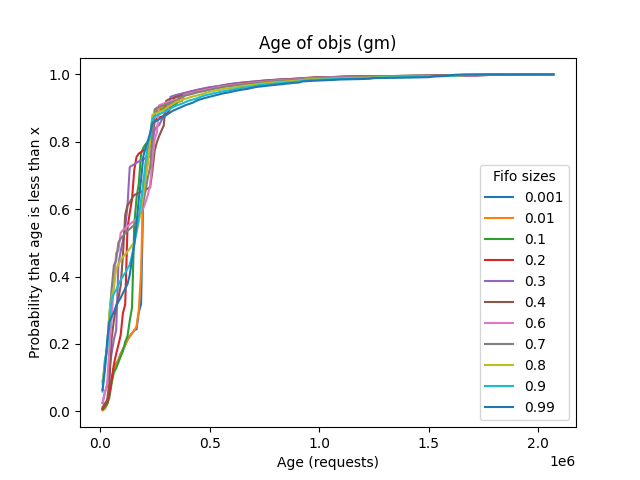 Age of objs (gm)
Probability that age is less than x
1.0
0.8
0.6
0.4
0.2
0.0
Fifo sizes
0.001
0.01
0.1
0.2
0.3
0.4
0.6
0.7
0.8
0.9
0.99
0.0 0.5 1.0 1.5 2.0
1e6
Age (requests)